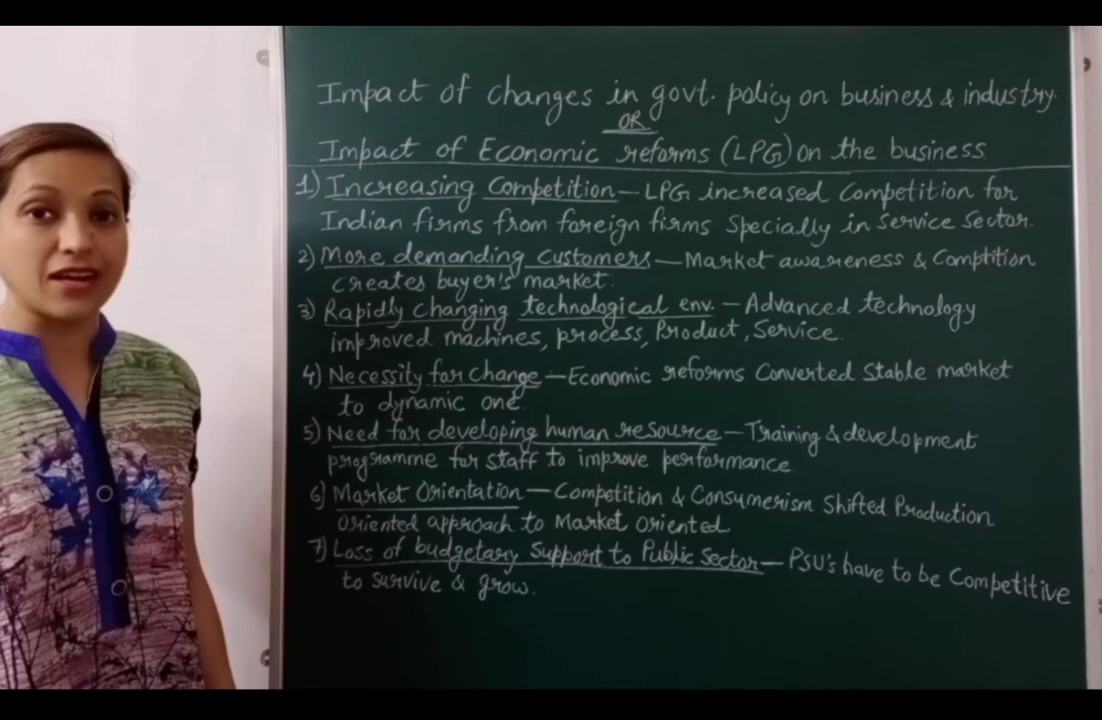 Impact of changes in govt. policy on business & industry.
OR
Impact of Economic reforms (LPG) on the business
1) Increasing Competition — LPG increased Competition for
Indian firms from foreign firms Specially in Service Sector.
2) More demanding customers — Market awareness & Comptition
creates buyer's market.
3) Rapidly changing technological env. — Advanced technology
improved machines, process, Product, Service.
4) Necessity for change — Economic reforms Converted Stable market
to dynamic one.
5) Need for developing human resource — Training & development
programme for staff to improve performance
6) Market Orientation — Competition & Consumerism Shifted Production
Oriented approach to Market Oriented
7) Loss of budgetary Support to Public Sector — PSU's have to be Competitive
to survive & grow.